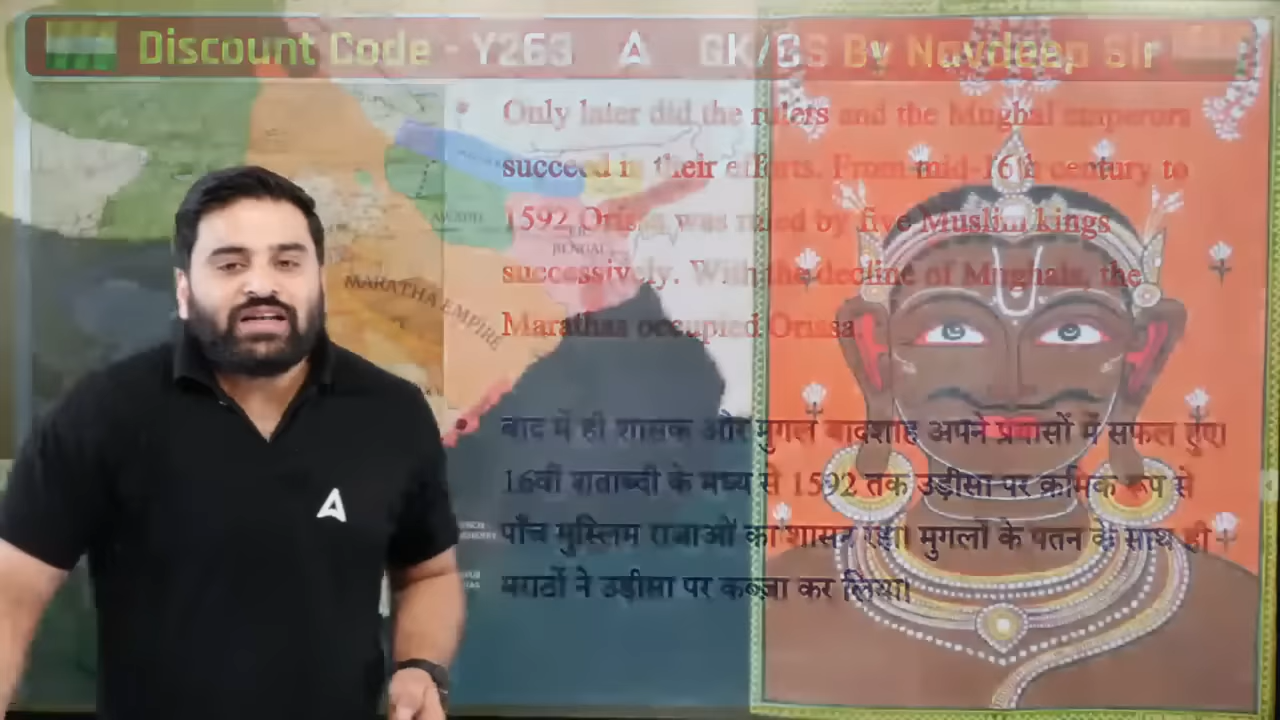 Discount Code - Y263 GK/GS By Navdeep Sir
• Only later did the rulers and the Mughal emperors
succeed in their efforts. From mid-16th century to
1592 Orissa was ruled by five Muslim kings
successively. With the decline of Mughals, the
Marathas occupied Orissa
AWADH
BENGAL
MARATHA EMPIRE
• बाद में ही शासक और मुगल बादशाह अपने प्रयासों में सफल हुए।
16वीं शताब्दी के मध्य से 1592 तक उड़ीसा पर क्रमिक रूप से
पाँच मुस्लिम राजाओं का शासन रहा। मुगलों के पतन के साथ ही
मराठों ने उड़ीसा पर कब्ज़ा कर लिया।